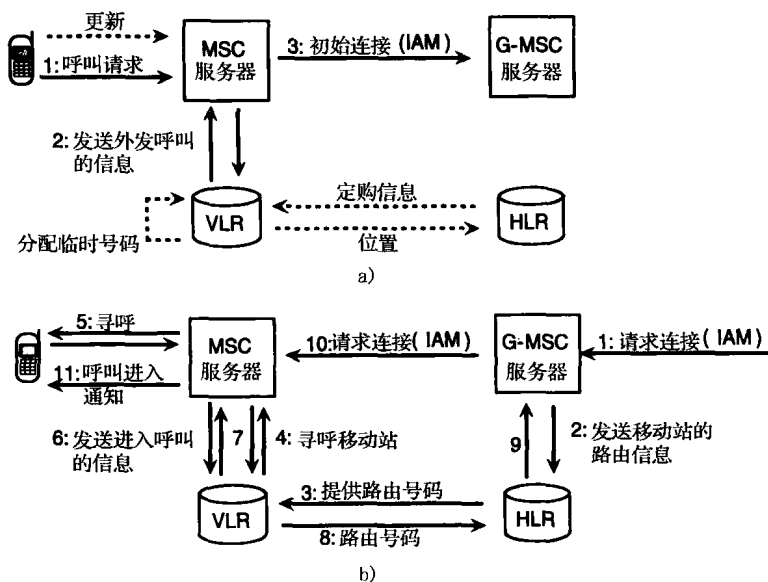 更新
1:呼叫请求
MSC
服务器
3:初始连接(IAM)
G-MSC
服务器
2:发送外发呼叫
的信息
VLR
定购信息
HLR
分配临时号码
位置
a)
5:寻呼
MSC
服务器
10:请求连接(IAM)
G-MSC
服务器
1:请求连接(IAM)
11:呼叫进入
通知
6:发送进入呼叫
的信息
7
4:寻呼移动站
9
2:发送移动站的
路由信息
VLR
3:提供路由号码
HLR
8:路由号码
b)